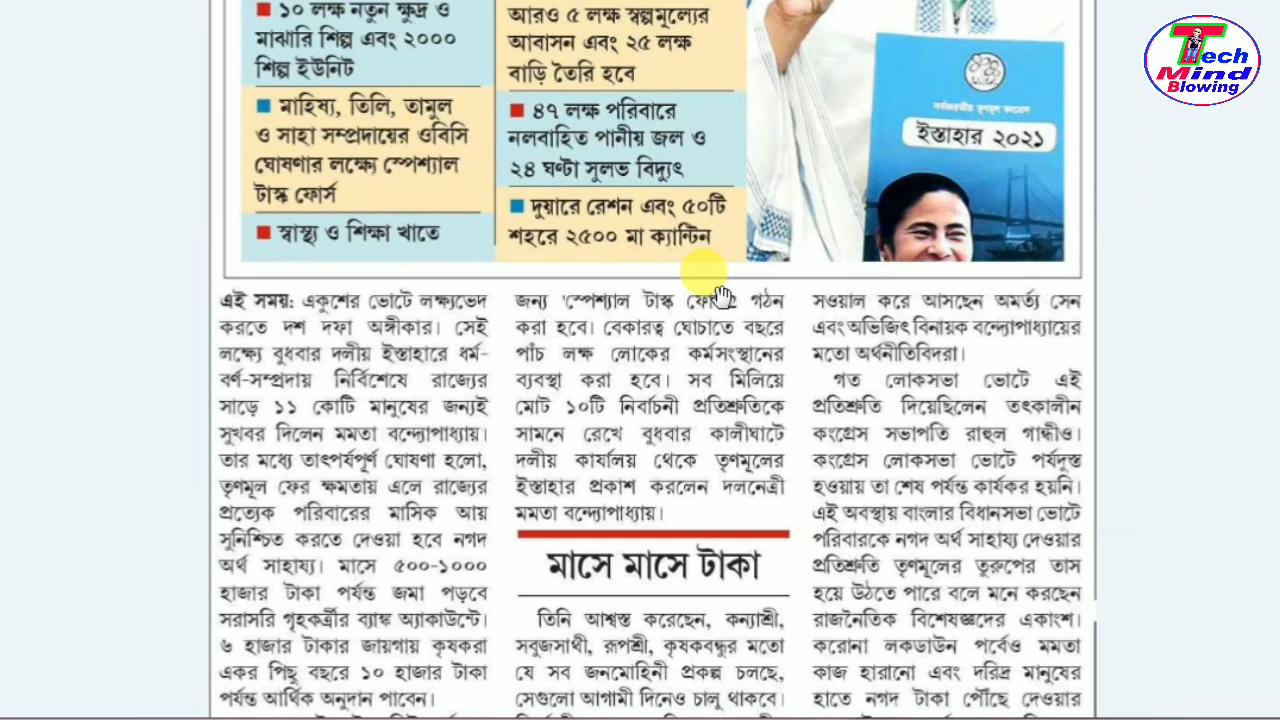 ১০ লক্ষ নতুন ক্ষুদ্র ও
মাঝারি শিল্প এবং ২০০০
শিল্প ইউনিট
মাহিষ্য, তিলি, তামুল
ও সাহা সম্প্রদায়ের ওবিসি
ঘোষণার লক্ষ্যে স্পেশ্যাল
টাস্ক ফোর্স
স্বাস্থ্য ও শিক্ষা খাতে
আরও ৫ লক্ষ স্বল্পমূল্যের
আবাসন এবং ২৫ লক্ষ
বাড়ি তৈরি হবে
৪৭ লক্ষ পরিবারে
নলবাহিত পানীয় জল ও
২৪ ঘণ্টা সুলভ বিদ্যুৎ
দুয়ারে রেশন এবং ৫০টি
শহরে ২৫০০ মা ক্যান্টিন
সর্বভারতীয় তৃণমূল কংগ্রেস
ইস্তাহার ২০২১
Tech
Mind
Blowing
এই সময়: একুশের ভোটে লক্ষ্যভেদ
করতে দশ দফা অঙ্গীকার। সেই
লক্ষ্যে বুধবার দলীয় ইস্তাহারে ধর্ম-
বর্ণ-সম্প্রদায় নির্বিশেষে রাজ্যের
সাড়ে ১১ কোটি মানুষের জন্যই
সুখবর দিলেন মমতা বন্দ্যোপাধ্যায়।
তার মধ্যে তাৎপর্যপূর্ণ ঘোষণা হলো,
তৃণমূল ফের ক্ষমতায় এলে রাজ্যের
প্রত্যেক পরিবারের মাসিক আয়
সুনিশ্চিত করতে দেওয়া হবে নগদ
অর্থ সাহায্য। মাসে ৫০০-১০০০
হাজার টাকা পর্যন্ত জমা পড়বে
সরাসরি গৃহকর্ত্রীর ব্যাঙ্ক অ্যাকাউন্টে।
৬ হাজার টাকার জায়গায় কৃষকরা
একর পিছু বছরে ১০ হাজার টাকা
পর্যন্ত আর্থিক অনুদান পাবেন।
জন্য 'স্পেশ্যাল টাস্ক গঠন
করা হবে। বেকারত্ব ঘোচাতে বছরে
পাঁচ লক্ষ লোকের কর্মসংস্থানের
ব্যবস্থা করা হবে। সব মিলিয়ে
মোট ১০টি নির্বাচনী প্রতিশ্রুতিকে
সামনে রেখে বুধবার কালীঘাটে
দলীয় কার্যালয় থেকে তৃণমূলের
ইস্তাহার প্রকাশ করলেন দলনেত্রী
মমতা বন্দ্যোপাধ্যায়।
মাসে মাসে টাকা
তিনি আশ্বস্ত করেছেন, কন্যাশ্রী,
সবুজসাথী, রূপশ্রী, কৃষকবন্ধুর মতো
যে সব জনমোহিনী প্রকল্প চলছে,
সেগুলো আগামী দিনেও চালু থাকবে।
সওয়াল করে আসছেন অমর্ত্য সেন
এবং অভিজিৎ বিনায়ক বন্দ্যোপাধ্যায়ের
মতো অর্থনীতিবিদরা।
গত লোকসভা ভোটে এই
প্রতিশ্রুতি দিয়েছিলেন তৎকালীন
কংগ্রেস সভাপতি রাহুল গান্ধীও।
কংগ্রেস লোকসভা ভোটে পর্যদুস্ত
হওয়ায় তা শেষ পর্যন্ত কার্যকর হয়নি।
এই অবস্থায় বাংলার বিধানসভা ভোটে
পরিবারকে নগদ অর্থ সাহায্য দেওয়ার
প্রতিশ্রুতি তৃণমূলের তুরুপের তাস
হয়ে উঠতে পারে বলে মনে করছেন
রাজনৈতিক বিশেষজ্ঞদের একাংশ।
করোনা লকডাউন পর্বেও মমতা
কাজ হারানো এবং দরিদ্র মানুষের
হাতে নগদ টাকা পৌঁছে দেওয়ার